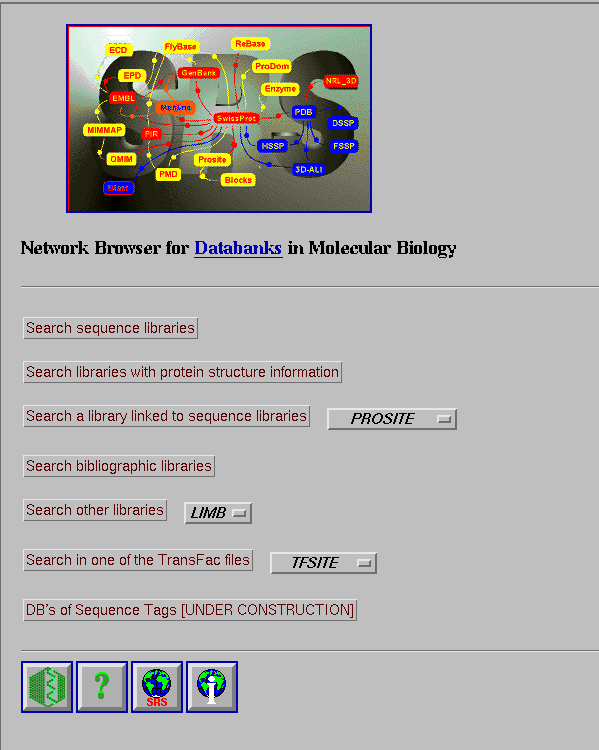 ECD
FlyBase
ReBase
EPD
GenBank
ProDom
EMBL
Medline
Enzyme
NRL_3D
MIMMAP
PIR
SwissProt
PDB
DSSP
OMIM
Prosite
HSSP
FSSP
PMD
Blocks
3D-ALI
Network Browser for Databanks in Molecular Biology
Search sequence libraries
Search libraries with protein structure information
Search a library linked to sequence libraries PROSITE
Search bibliographic libraries
Search other libraries LIMB
Search in one of the TransFac files TFSITE
DB's of Sequence Tags [UNDER CONSTRUCTION]
?
SRS
i